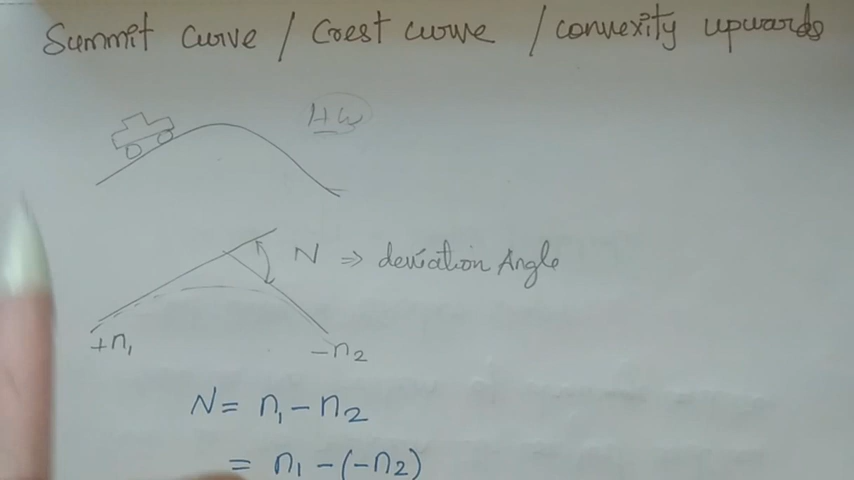 Summit Curve / Crest curve / convexity upwards
HW
N ⇒ deviation Angle
+n₁
-n₂
N = n₁ - n₂
= n₁ - (-n₂)